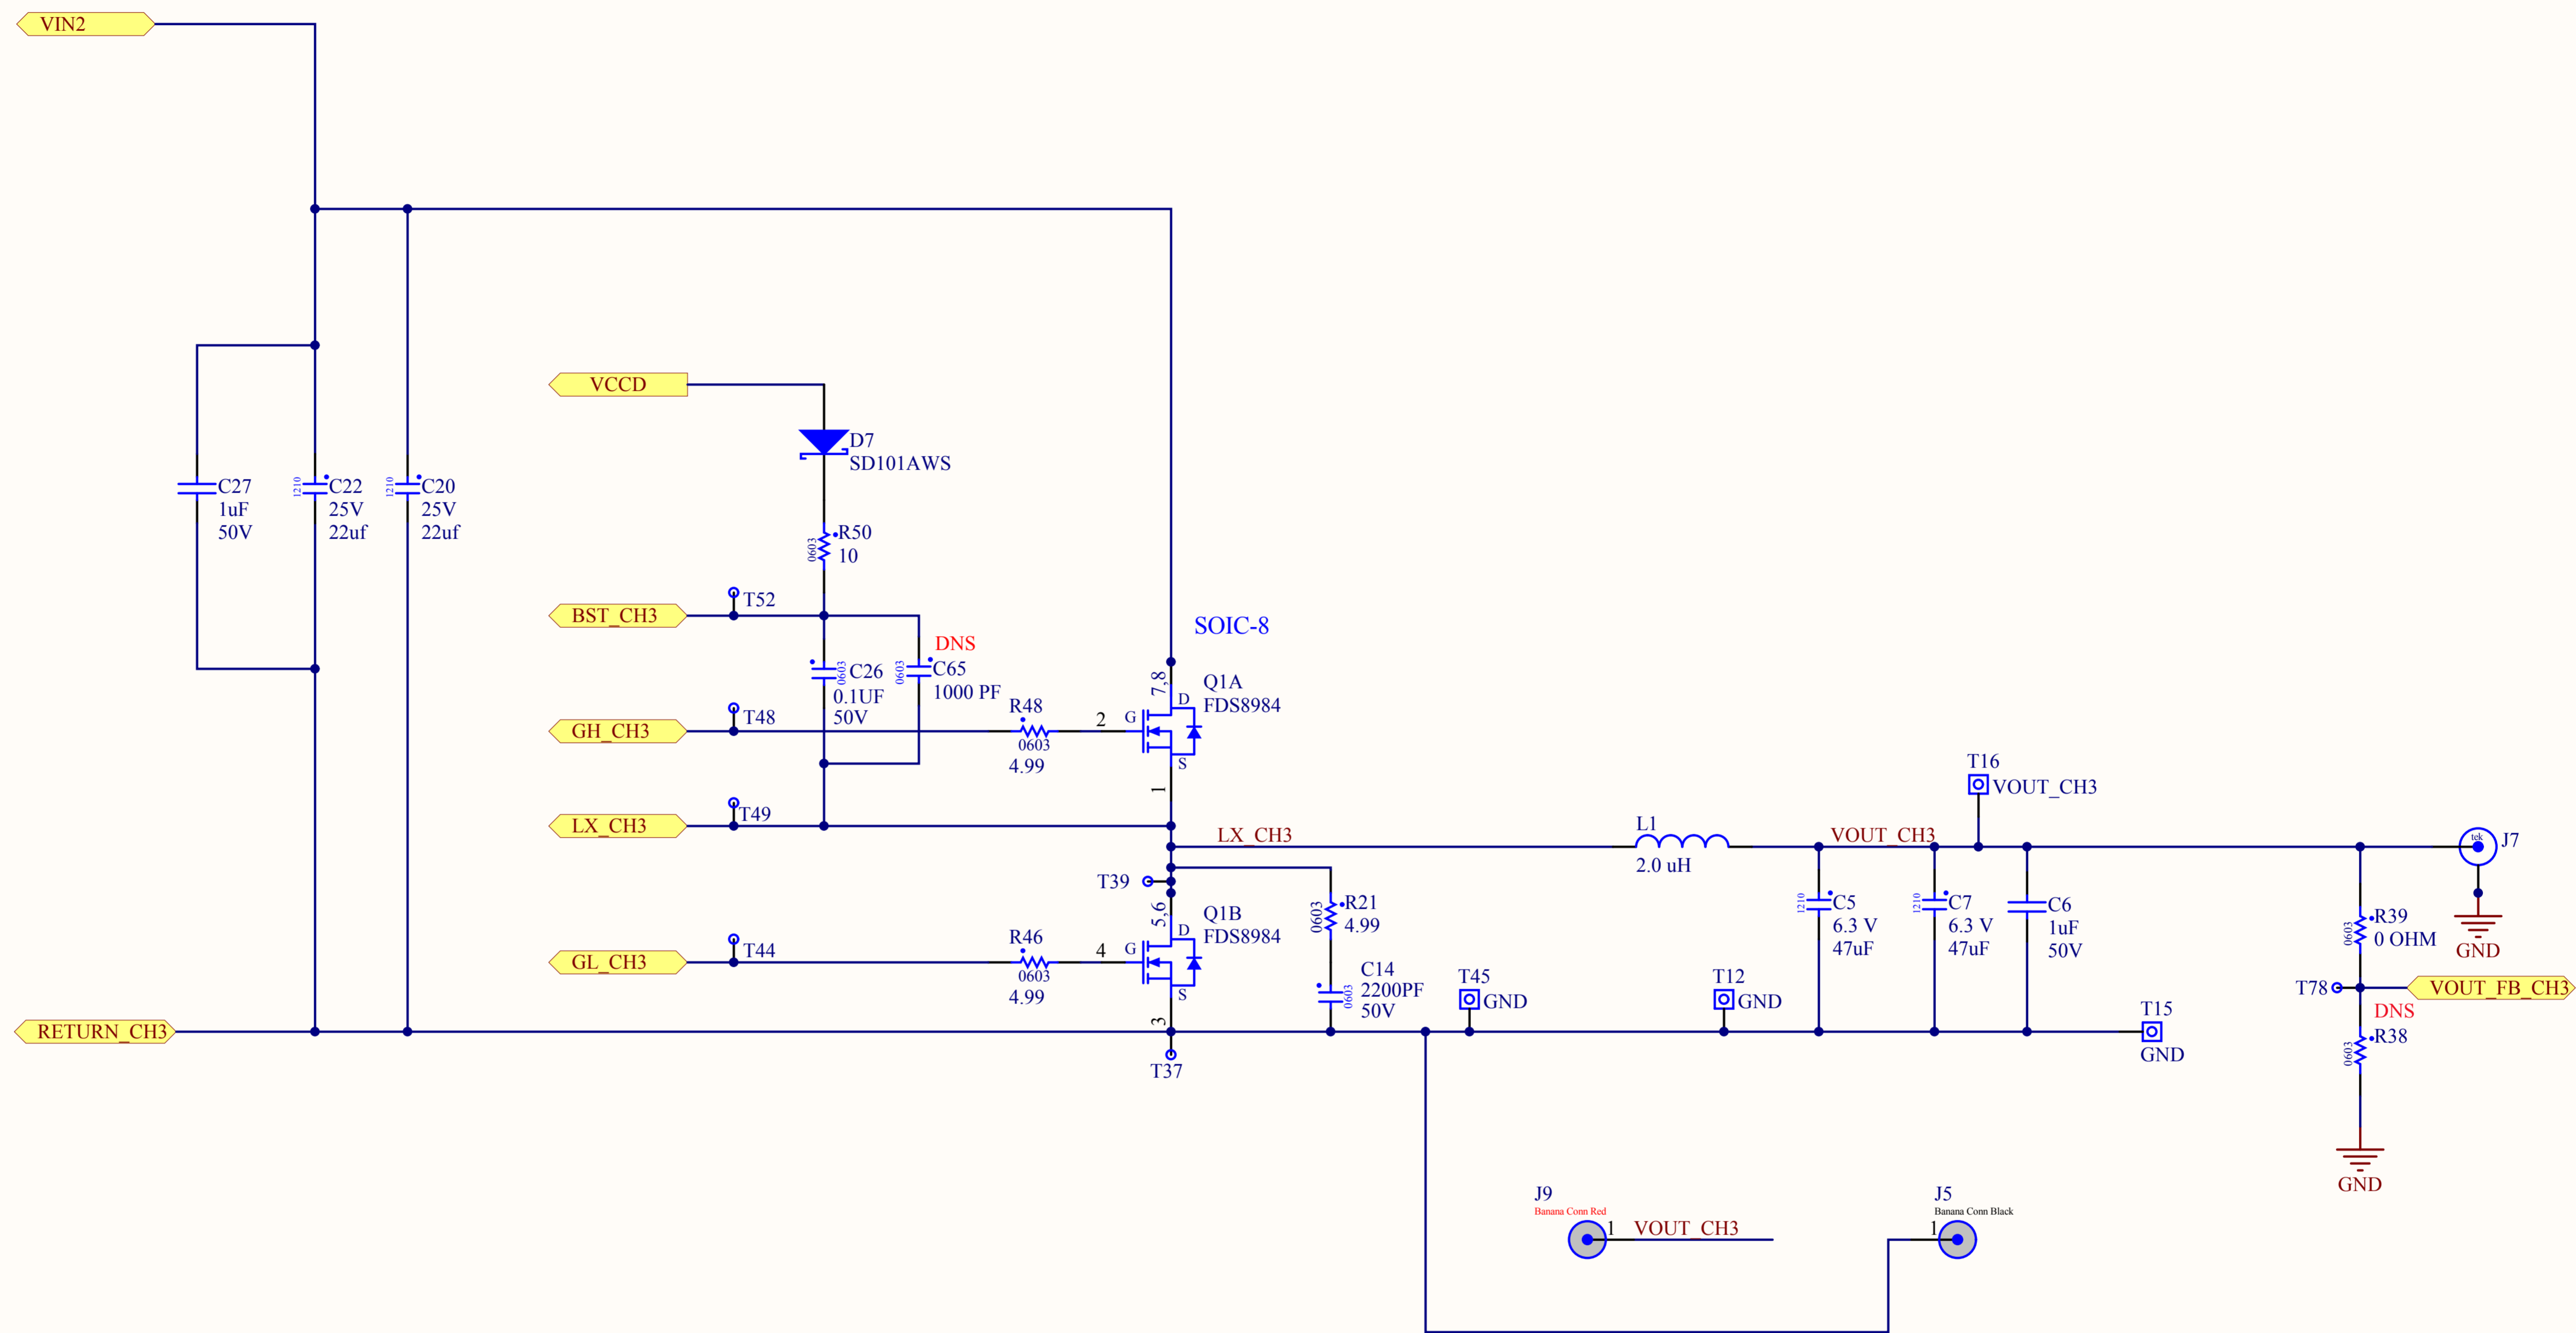 VIN2
VCCD
D7
SD101AWS
C27
1uF
50V
1210
C22
25V
22uf
1210
C20
25V
22uf
0603
R50
10
BST_CH3
T52
DNS
0603
C26
0.1UF
50V
0603
C65
1000 PF
SOIC-8
GH_CH3
T48
R48
0603
4.99
2
G
7,8
D
S
1
Q1A
FDS8984
LX_CH3
T49
LX_CH3
L1
2.0 uH
VOUT_CH3
T16
VOUT_CH3
tek
J7
GND
T39
GL_CH3
T44
R46
0603
4.99
4
G
5,6
D
S
3
Q1B
FDS8984
0603
R21
4.99
C14
0603
2200PF
50V
T45
GND
T12
GND
1210
C5
6.3 V
47uF
1210
C7
6.3 V
47uF
C6
1uF
50V
0603
R39
0 OHM
T78
VOUT_FB_CH3
DNS
0603
R38
GND
RETURN_CH3
T37
T15
GND
J9
Banana Conn Red
1
VOUT_CH3
J5
Banana Conn Black
1